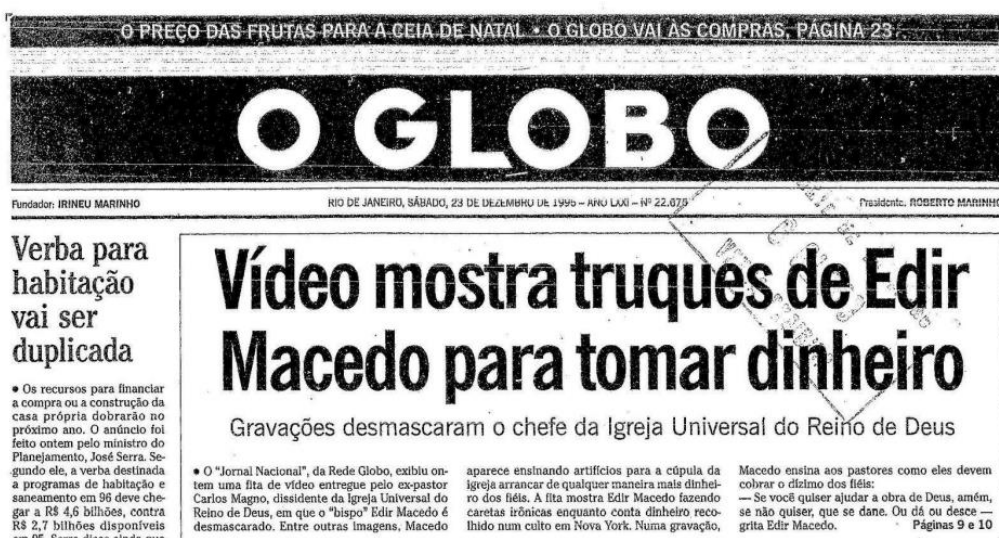 O PREÇO DAS FRUTAS PARA A CEIA DE NATAL • O GLOBO VAI ÀS COMPRAS, PÁGINA 23
O GLOBO
Fundador: IRINEU MARINHO
RIO DE JANEIRO, SÁBADO, 23 DE DEZEMBRO DE 1995 – ANO LXXI – Nº 22.675
Presidente: ROBERTO MARINHO
Verba para
habitação
vai ser
duplicada
• Os recursos para financiar
a compra ou a construção da
casa própria dobrarão no
próximo ano. O anúncio foi
feito ontem pelo ministro do
Planejamento, José Serra. Se-
gundo ele, a verba destinada
a programas de habitação e
saneamento em 96 deve che-
gar a R$ 4,6 bilhões, contra
R$ 2,7 bilhões disponíveis
em 95. Serra disse ainda que
Vídeo mostra truques de Edir
Macedo para tomar dinheiro
Gravações desmascaram o chefe da Igreja Universal do Reino de Deus
• O "Jornal Nacional", da Rede Globo, exibiu on-
tem uma fita de vídeo entregue pelo ex-pastor
Carlos Magno, dissidente da Igreja Universal do
Reino de Deus, em que o "bispo" Edir Macedo é
desmascarado. Entre outras imagens, Macedo
aparece ensinando artifícios para a cúpula da
igreja arrancar de qualquer maneira mais dinhei-
ro dos fiéis. A fita mostra Edir Macedo fazendo
caretas irônicas enquanto conta dinheiro reco-
lhido num culto em Nova York. Numa gravação,
Macedo ensina aos pastores como eles devem
cobrar o dízimo dos fiéis:
— Se você quiser ajudar a obra de Deus, amém,
se não quiser, que se dane. Ou dá ou desce —
grita Edir Macedo. Páginas 9 e 10